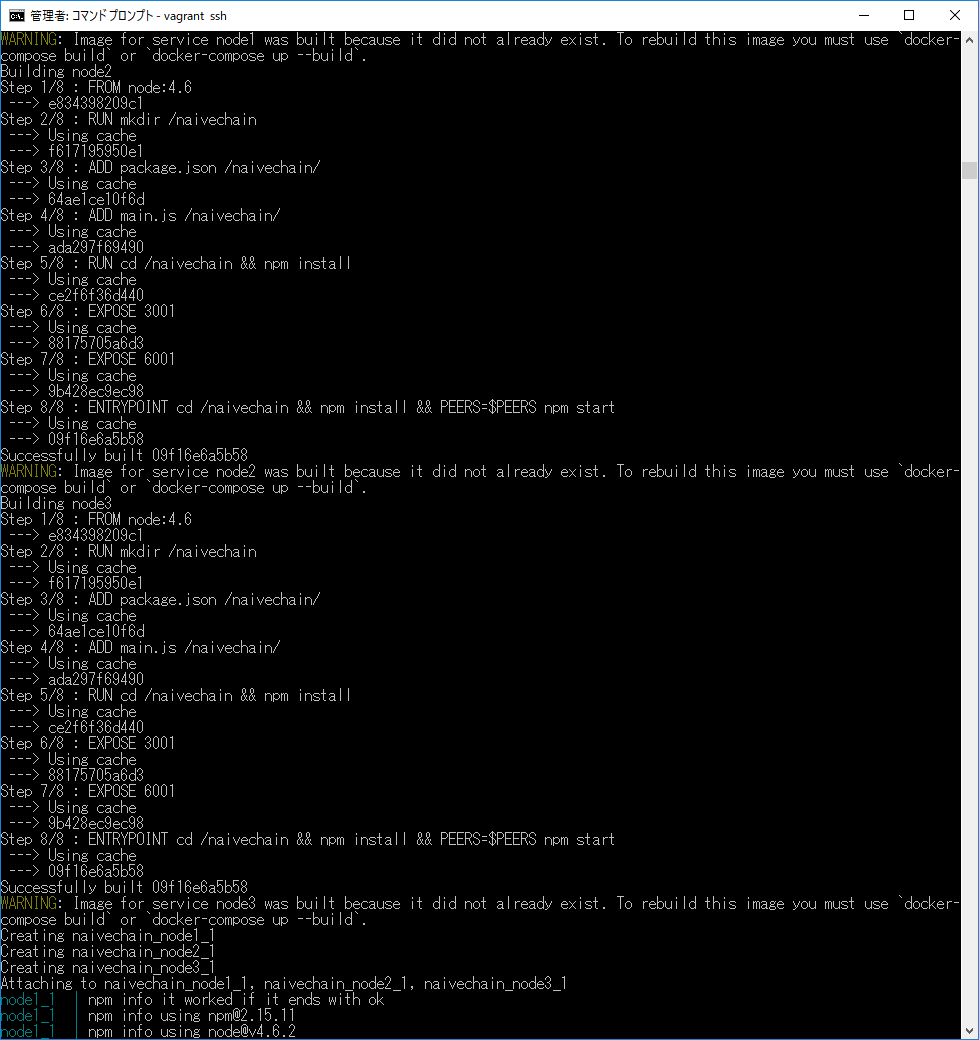 管理者: コマンドプロンプト - vagrant ssh
WARNING: Image for service node1 was built because it did not already exist. To rebuild this image you must use `docker-
compose build` or `docker-compose up --build`.
Building node2
Step 1/8 : FROM node:4.6
 ---> e834398209c1
Step 2/8 : RUN mkdir /naivechain
 ---> Using cache
 ---> f617195950e1
Step 3/8 : ADD package.json /naivechain/
 ---> Using cache
 ---> 64ae1ce10f6d
Step 4/8 : ADD main.js /naivechain/
 ---> Using cache
 ---> ada297f69490
Step 5/8 : RUN cd /naivechain && npm install
 ---> Using cache
 ---> ce2f6f36d440
Step 6/8 : EXPOSE 3001
 ---> Using cache
 ---> 88175705a6d3
Step 7/8 : EXPOSE 6001
 ---> Using cache
 ---> 9b428ec9ec98
Step 8/8 : ENTRYPOINT cd /naivechain && npm install && PEERS=$PEERS npm start
 ---> Using cache
 ---> 09f16e6a5b58
Successfully built 09f16e6a5b58
WARNING: Image for service node2 was built because it did not already exist. To rebuild this image you must use `docker-
compose build` or `docker-compose up --build`.
Building node3
Step 1/8 : FROM node:4.6
 ---> e834398209c1
Step 2/8 : RUN mkdir /naivechain
 ---> Using cache
 ---> f617195950e1
Step 3/8 : ADD package.json /naivechain/
 ---> Using cache
 ---> 64ae1ce10f6d
Step 4/8 : ADD main.js /naivechain/
 ---> Using cache
 ---> ada297f69490
Step 5/8 : RUN cd /naivechain && npm install
 ---> Using cache
 ---> ce2f6f36d440
Step 6/8 : EXPOSE 3001
 ---> Using cache
 ---> 88175705a6d3
Step 7/8 : EXPOSE 6001
 ---> Using cache
 ---> 9b428ec9ec98
Step 8/8 : ENTRYPOINT cd /naivechain && npm install && PEERS=$PEERS npm start
 ---> Using cache
 ---> 09f16e6a5b58
Successfully built 09f16e6a5b58
WARNING: Image for service node3 was built because it did not already exist. To rebuild this image you must use `docker-
compose build` or `docker-compose up --build`.
Creating naivechain_node1_1
Creating naivechain_node2_1
Creating naivechain_node3_1
Attaching to naivechain_node1_1, naivechain_node2_1, naivechain_node3_1
node1_1  | npm info it worked if it ends with ok
node1_1  | npm info using npm@2.15.11
node1_1  | npm info using node@v4.6.2